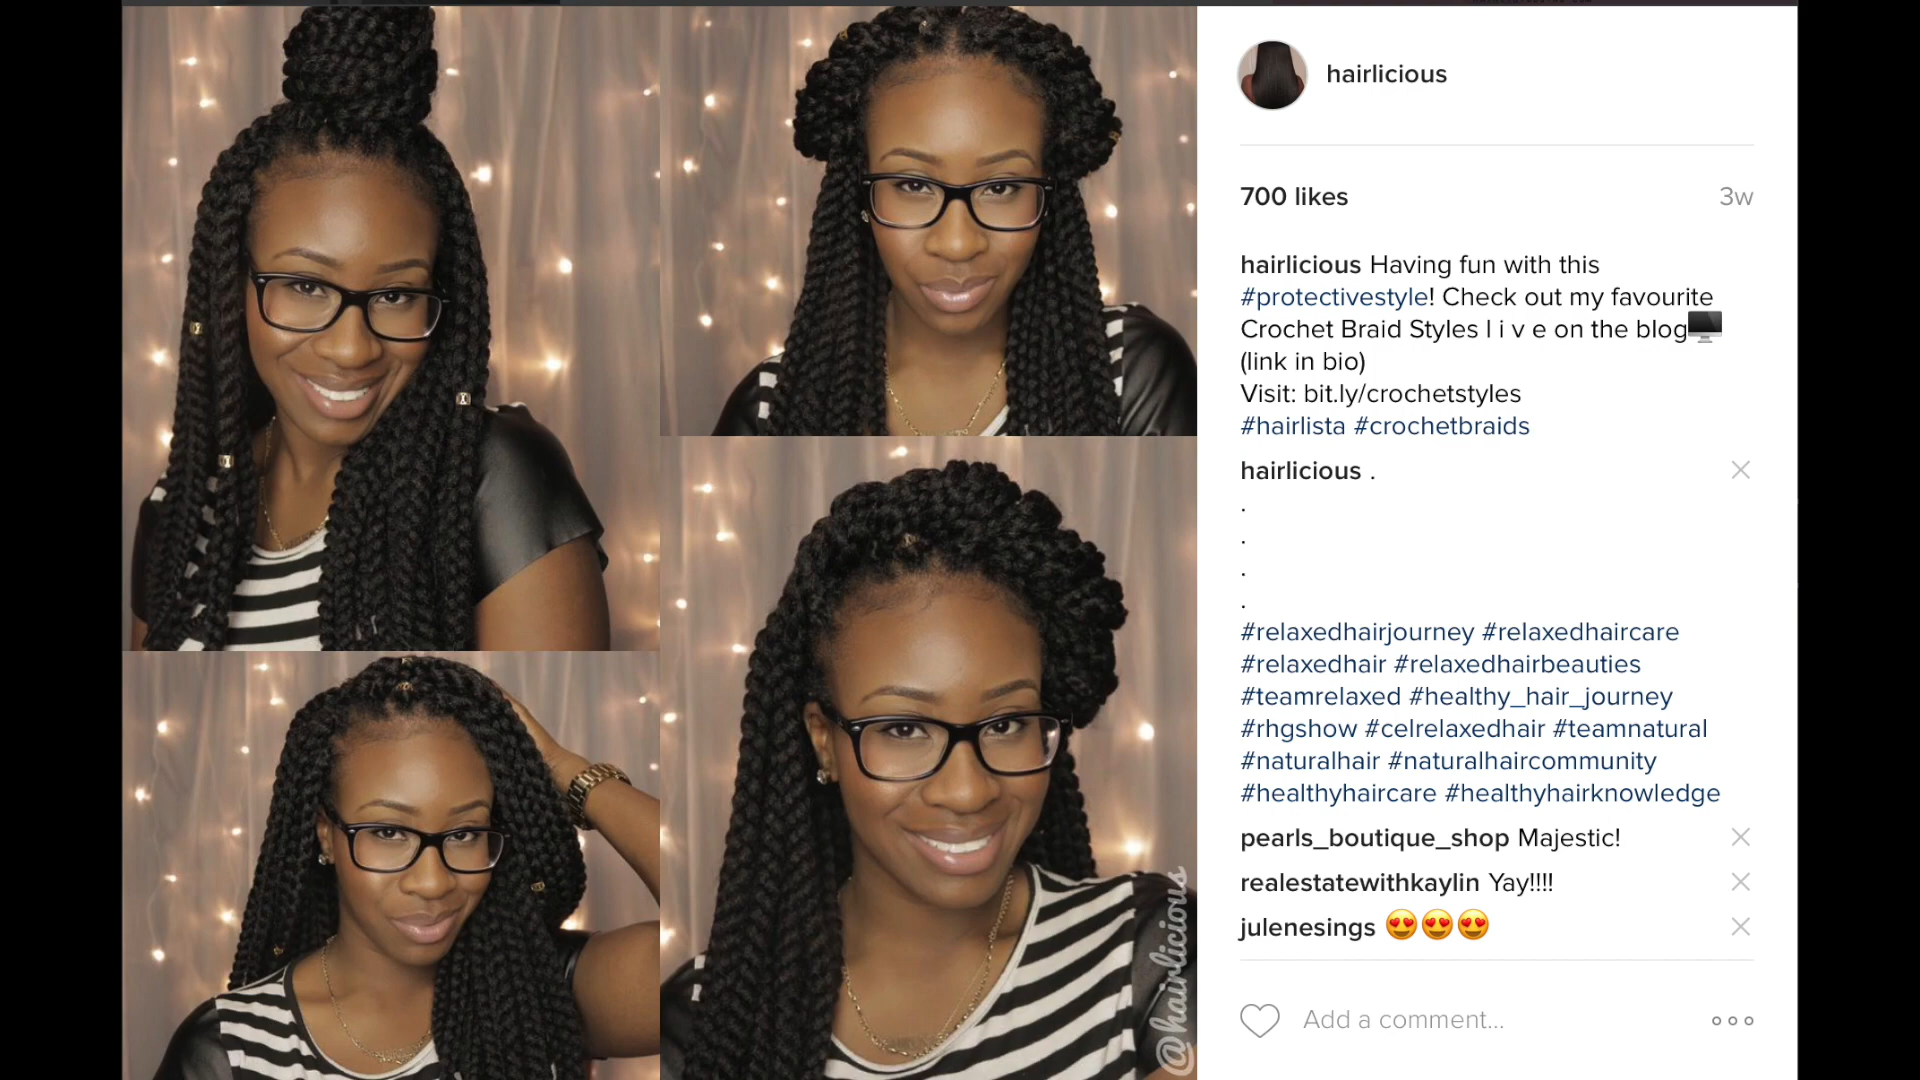 hairlicious
700 likes 3w
hairlicious Having fun with this
#protectivestyle! Check out my favourite
Crochet Braid Styles l i v e on the blog🖥
(link in bio)
Visit: bit.ly/crochetstyles
#hairlista #crochetbraids
hairlicious .
.
.
.
.
#relaxedhairjourney #relaxedhaircare
#relaxedhair #relaxedhairbeauties
#teamrelaxed #healthy_hair_journey
#rhgshow #celrelaxedhair #teamnatural
#naturalhair #naturalhaircommunity
#healthyhaircare #healthyhairknowledge
pearls_boutique_shop Majestic!
realestatewithkaylin Yay!!!!
julenesings 😍😍😍
Add a comment...
@hairlicious